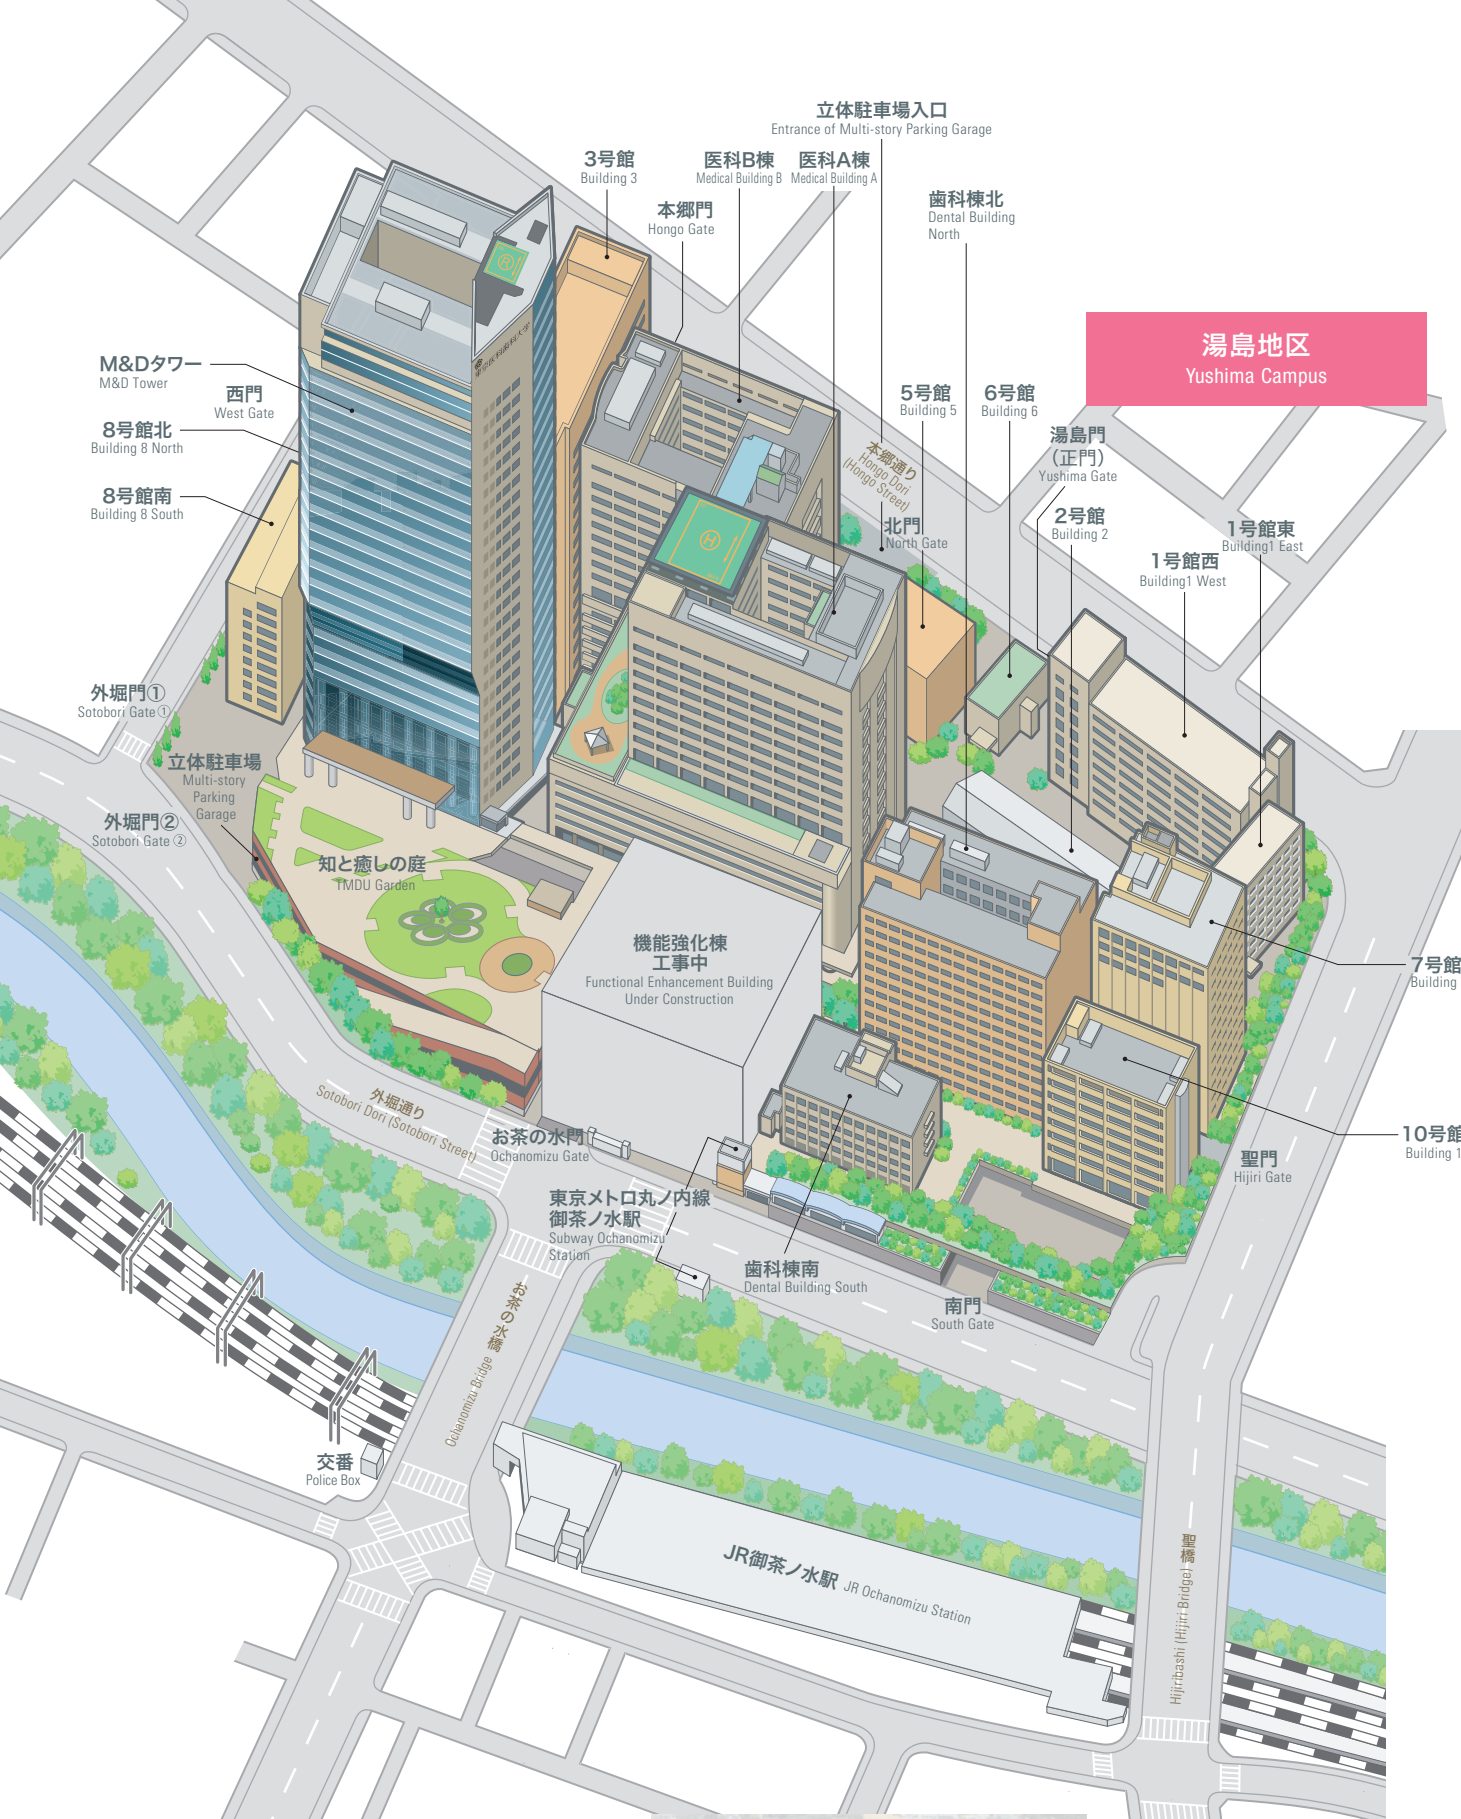 立体駐車場入口
Entrance of Multi-story Parking Garage
3号館
Building 3
医科B棟
Medical Building B
医科A棟
Medical Building A
本郷門
Hongo Gate
歯科棟北
Dental Building
North
湯島地区
Yushima Campus
M&Dタワー
M&D Tower
西門
West Gate
8号館北
Building 8 North
8号館南
Building 8 South
5号館
Building 5
6号館
Building 6
湯島門
(正門)
Yushima Gate
本郷通り
Hongo Dori
(Hongo Street)
北門
North Gate
2号館
Building 2
1号館東
Building1 East
1号館西
Building1 West
東京医科歯科大学
R
H
外堀門①
Sotobori Gate①
立体駐車場
Multi-story
Parking
Garage
外堀門②
Sotobori Gate②
知と癒しの庭
TMDU Garden
機能強化棟
工事中
Functional Enhancement Building
Under Construction
7号館
Building
10号館
Building 1
聖門
Hijiri Gate
外堀通り
Sotobori Dori (Sotobori Street)
お茶の水門
Ochanomizu Gate
東京メトロ丸ノ内線
御茶ノ水駅
Subway Ochanomizu
Station
歯科棟南
Dental Building South
南門
South Gate
お茶の水橋
Ochanomizu Bridge
交番
Police Box
JR御茶ノ水駅 JR Ochanomizu Station
聖橋
Hijiribashi (Hijiri Bridge)